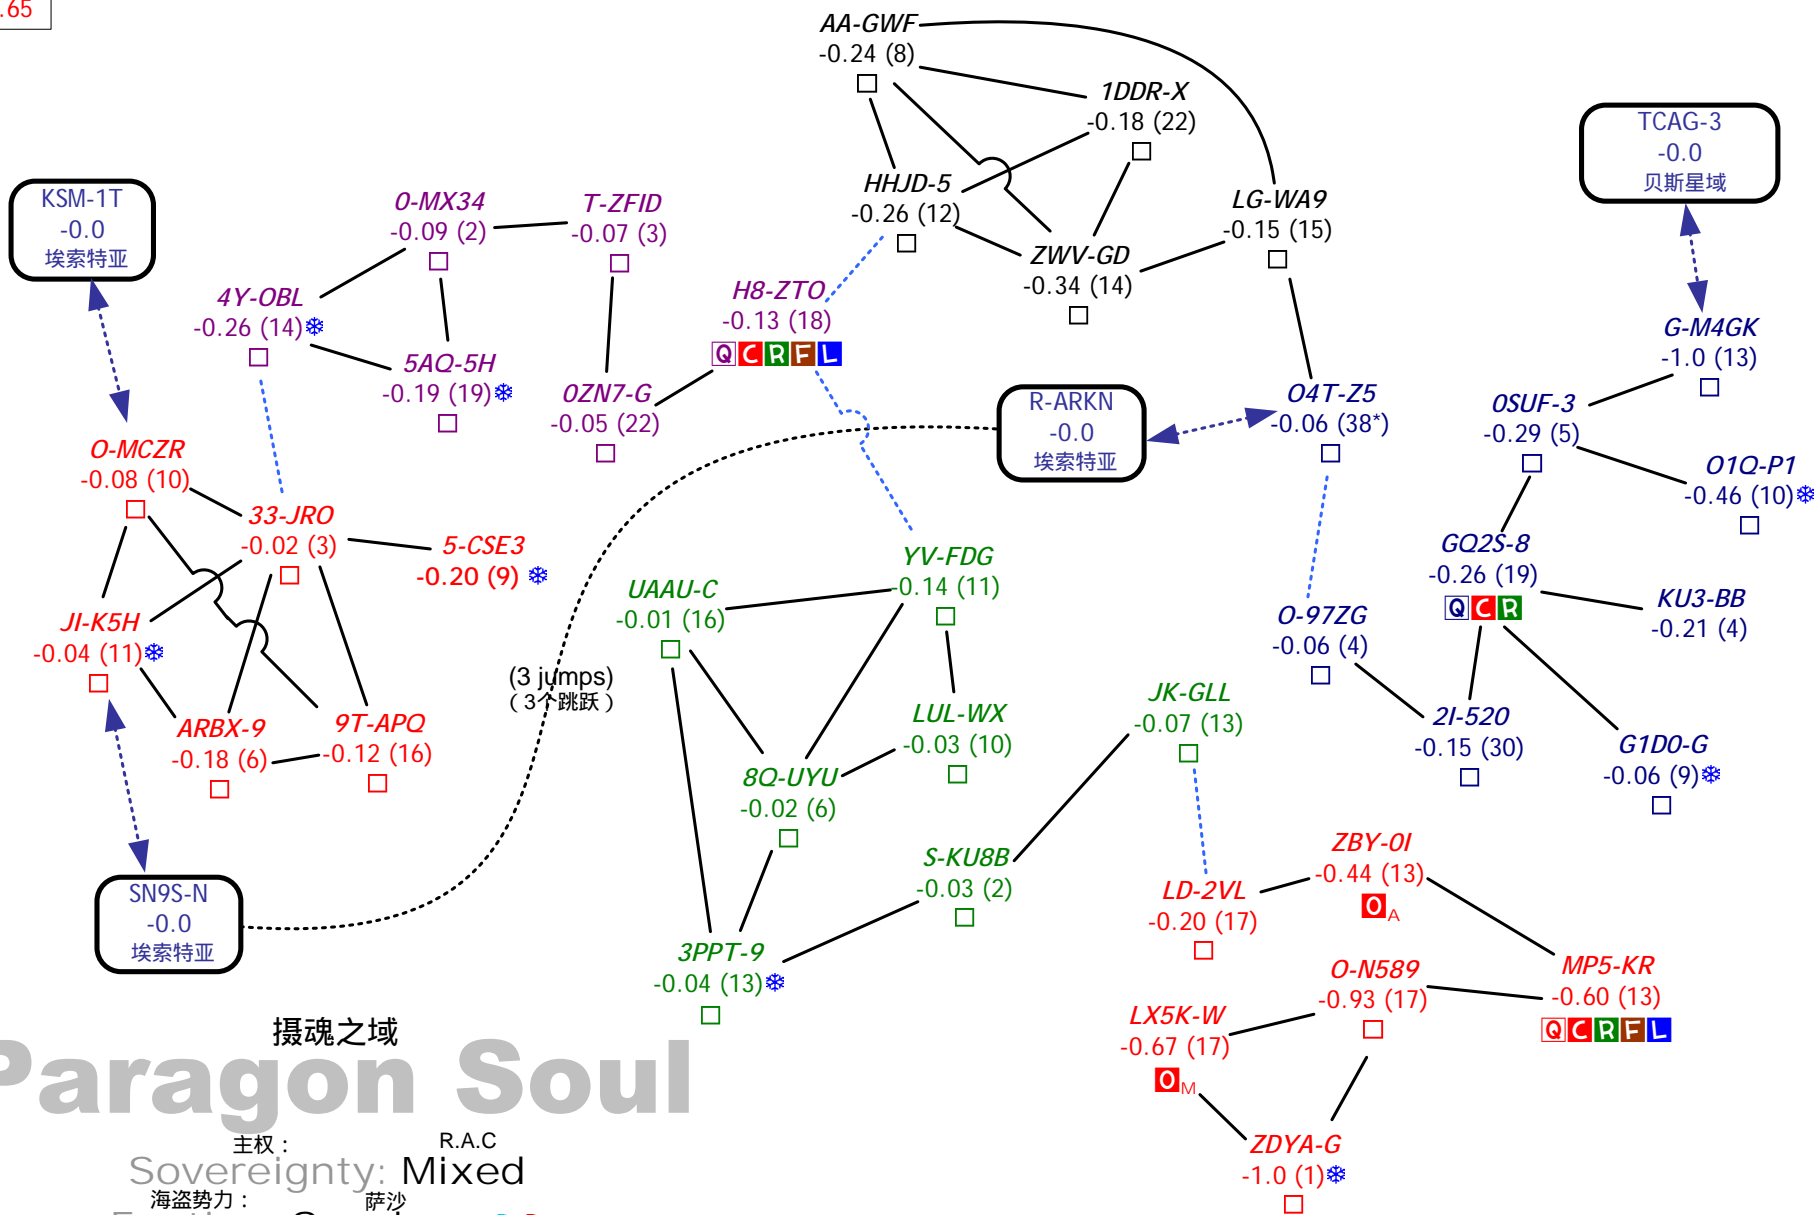 .65
AA-GWF
-0.24 (8)
1DDR-X
-0.18 (22)
TCAG-3
-0.0
贝斯星域
KSM-1T
-0.0
埃索特亚
0-MX34
-0.09 (2)
T-ZFID
-0.07 (3)
HHJD-5
-0.26 (12)
LG-WA9
-0.15 (15)
ZWV-GD
-0.34 (14)
4Y-OBL
-0.26 (14)
H8-ZTO
-0.13 (18)
Q C R F L
G-M4GK
-1.0 (13)
5AQ-5H
-0.19 (19)
0ZN7-G
-0.05 (22)
R-ARKN
-0.0
埃索特亚
O4T-Z5
-0.06 (38*)
0SUF-3
-0.29 (5)
O-MCZR
-0.08 (10)
O1Q-P1
-0.46 (10)
33-JRO
-0.02 (3)
5-CSE3
-0.20 (9)
YV-FDG
-0.14 (11)
GQ2S-8
-0.26 (19)
Q C R
UAAU-C
-0.01 (16)
KU3-BB
-0.21 (4)
JI-K5H
-0.04 (11)
O-97ZG
-0.06 (4)
(3 jumps)
（3个跳跃）
JK-GLL
-0.07 (13)
ARBX-9
-0.18 (6)
9T-APQ
-0.12 (16)
LUL-WX
-0.03 (10)
2I-520
-0.15 (30)
G1D0-G
-0.06 (9)
8Q-UYU
-0.02 (6)
S-KU8B
-0.03 (2)
ZBY-0I
-0.44 (13)
O A
LD-2VL
-0.20 (17)
SN9S-N
-0.0
埃索特亚
3PPT-9
-0.04 (13)
O-N589
-0.93 (17)
MP5-KR
-0.60 (13)
Q C R F L
LX5K-W
-0.67 (17)
O M
ZDYA-G
-1.0 (1)
摄魂之域
Paragon Soul
主权： R.A.C
Sovereignty: Mixed
海盗势力： 萨沙